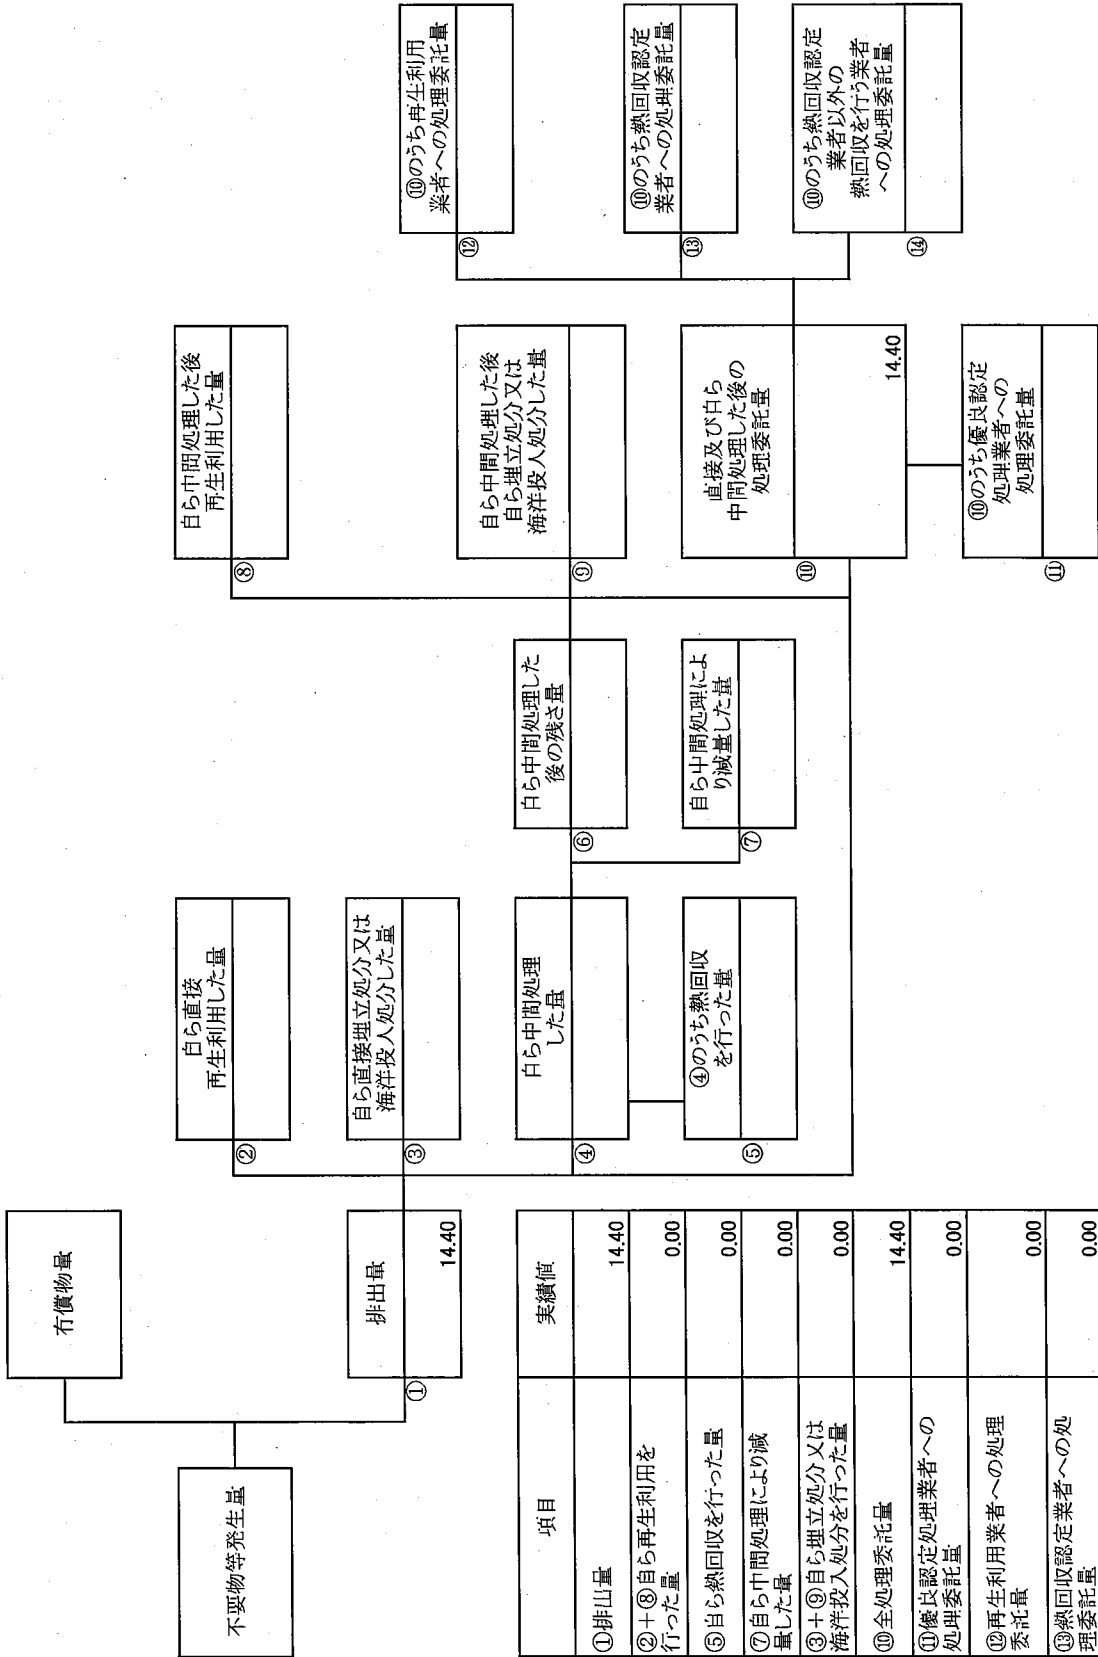 不要物等発生量
有償物量
排出量
①
14.40
自ら直接
再生利用した量
②
自ら直接埋立処分又は
海洋投入処分した量
③
自ら中間処理
した量
④
④のうち熱回収
を行った量
⑤
自ら中間処理した
後の残さ量
⑥
自ら中間処理によ
り減量した量
⑦
自ら中間処理した後
再生利用した量
⑧
自ら中間処理した後
自ら埋立処分又は
海洋投入処分した量
⑨
直接及び自ら
中間処理した後の
処理委託量
⑩
14.40
⑩のうち優良認定
処理業者への
処理委託量
⑪
⑩のうち再生利用
業者への処理委託量
⑫
⑩のうち熱回収認定
業者への処理委託量
⑬
⑩のうち熱回収認定
業者以外の
熱回収を行う業者
への処理委託量
⑭
項目 実績値
①排出量 14.40
②+⑧自ら再生利用を
行った量 0.00
⑤自ら熱回収を行った量 0.00
⑦自ら中間処理により減
量した量 0.00
③+⑨自ら埋立処分又は
海洋投入処分を行った量 0.00
⑩全処理委託量 14.40
⑪優良認定処理業者への
処理委託量 0.00
⑫再生利用業者への処理
委託量 0.00
⑬熱回収認定業者への処
理委託量 0.00